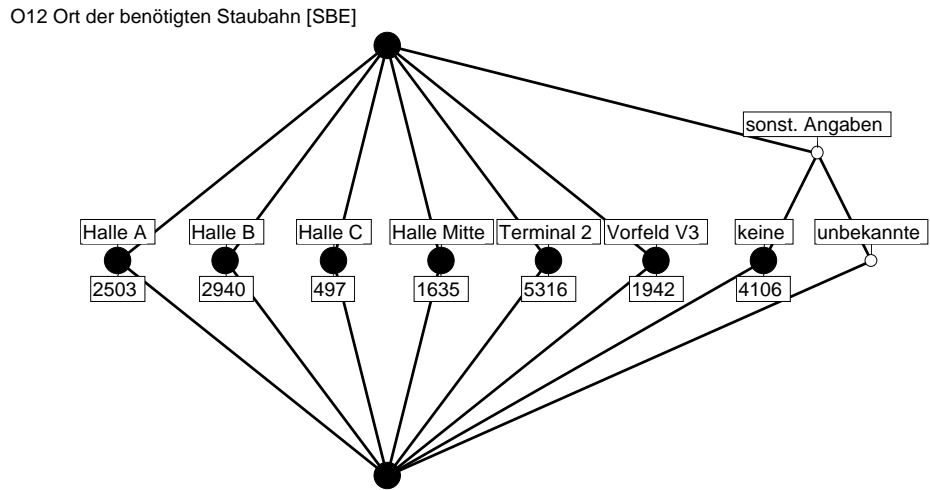 O12 Ort der benötigten Staubahn [SBE]
sonst. Angaben
Halle A
Halle B
Halle C
Halle Mitte
Terminal 2
Vorfeld V3
keine
unbekannte
2503
2940
497
1635
5316
1942
4106